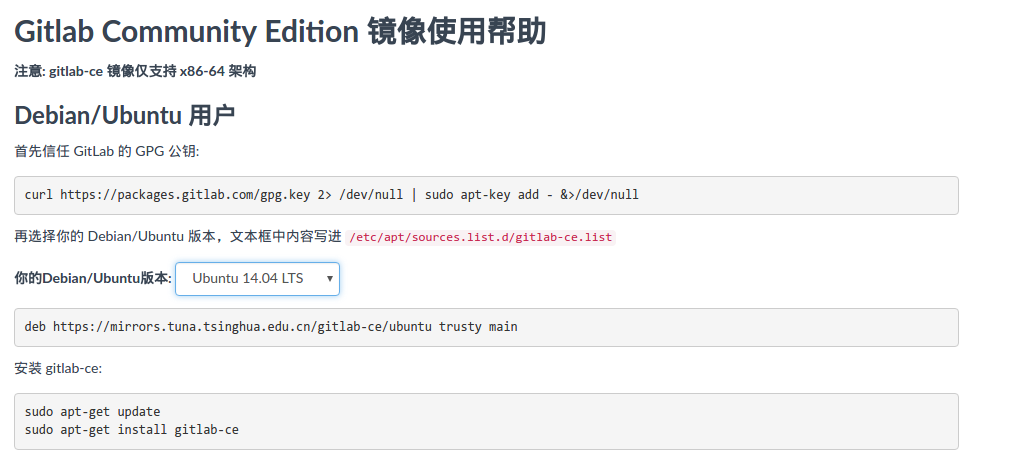 Gitlab Community Edition 镜像使用帮助
注意: gitlab-ce 镜像仅支持 x86-64 架构
Debian/Ubuntu 用户
首先信任 GitLab 的 GPG 公钥:
curl https://packages.gitlab.com/gpg.key 2> /dev/null | sudo apt-key add - &>/dev/null
再选择你的 Debian/Ubuntu 版本，文本框中内容写进 /etc/apt/sources.list.d/gitlab-ce.list
你的Debian/Ubuntu版本: Ubuntu 14.04 LTS
deb https://mirrors.tuna.tsinghua.edu.cn/gitlab-ce/ubuntu trusty main
安装 gitlab-ce:
sudo apt-get update
sudo apt-get install gitlab-ce